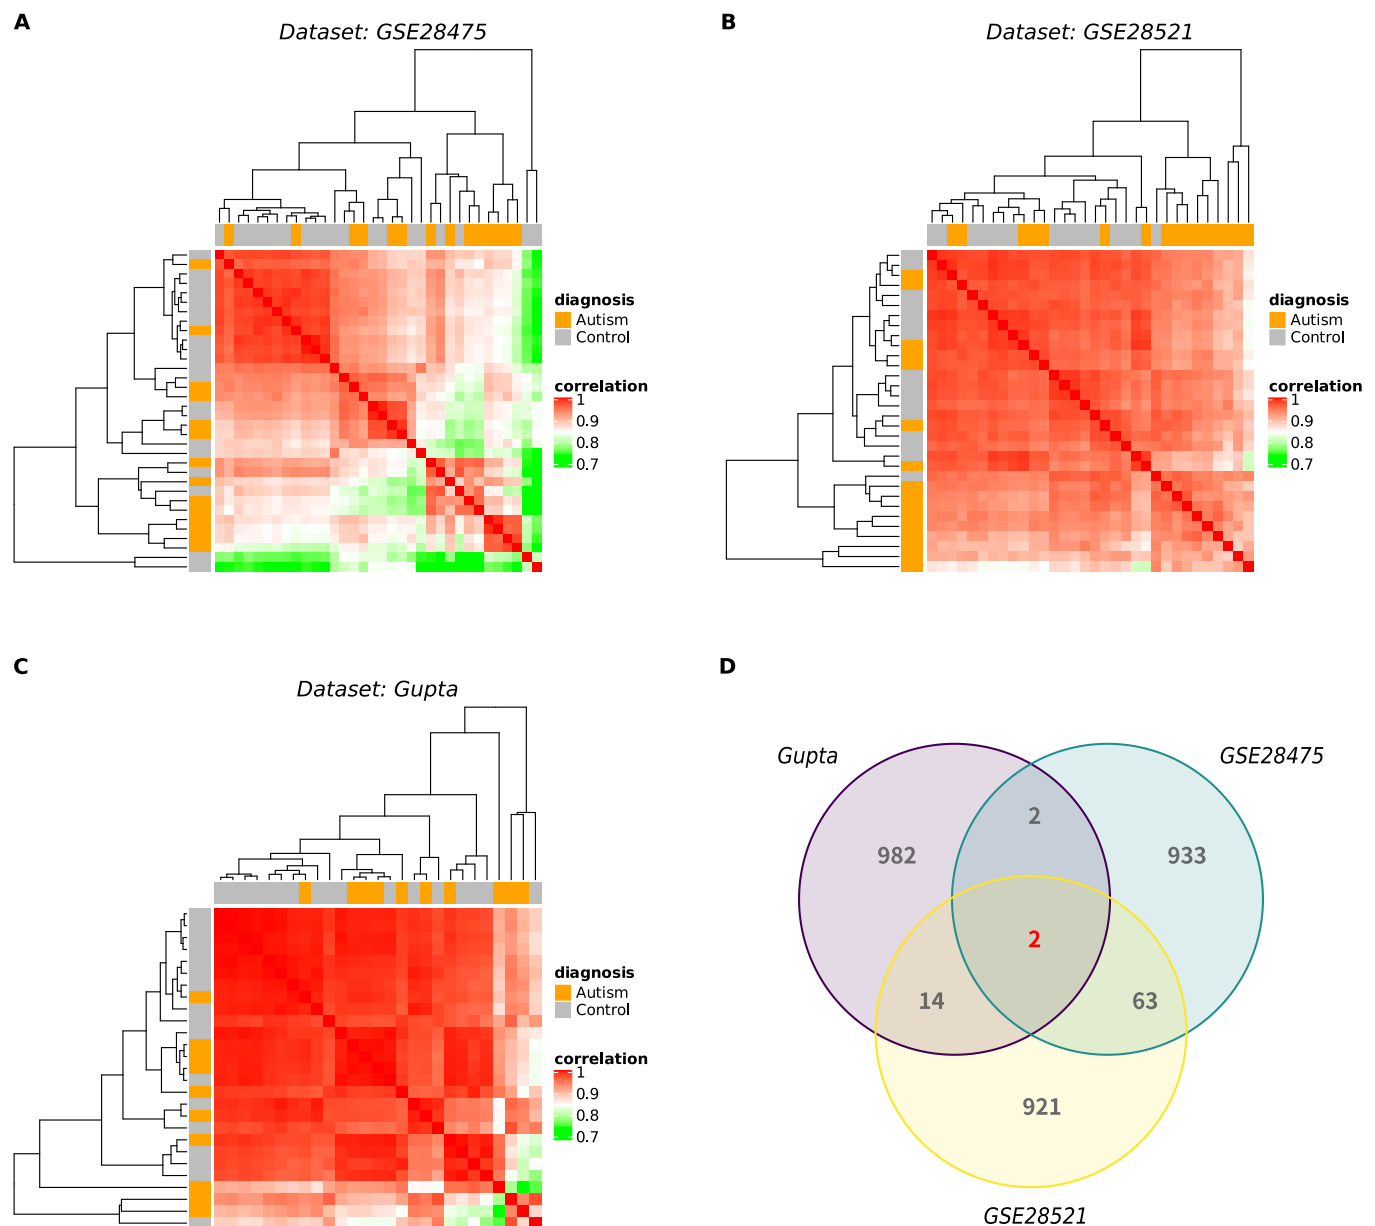 A
Dataset: GSE28475
diagnosis
Autism
Control
correlation
1
0.9
0.8
0.7
B
Dataset: GSE28521
diagnosis
Autism
Control
correlation
1
0.9
0.8
0.7
C
Dataset: Gupta
diagnosis
Autism
Control
correlation
1
0.9
0.8
0.7
D
Gupta
GSE28475
2
982
933
2
14
63
921
GSE28521